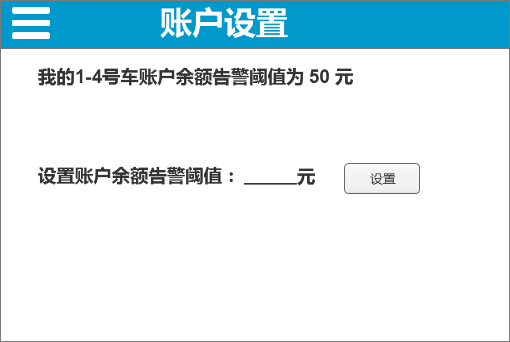 账户设置
我的1-4号车账户余额告警阈值为 50 元
设置账户余额告警阈值： ______元
设置